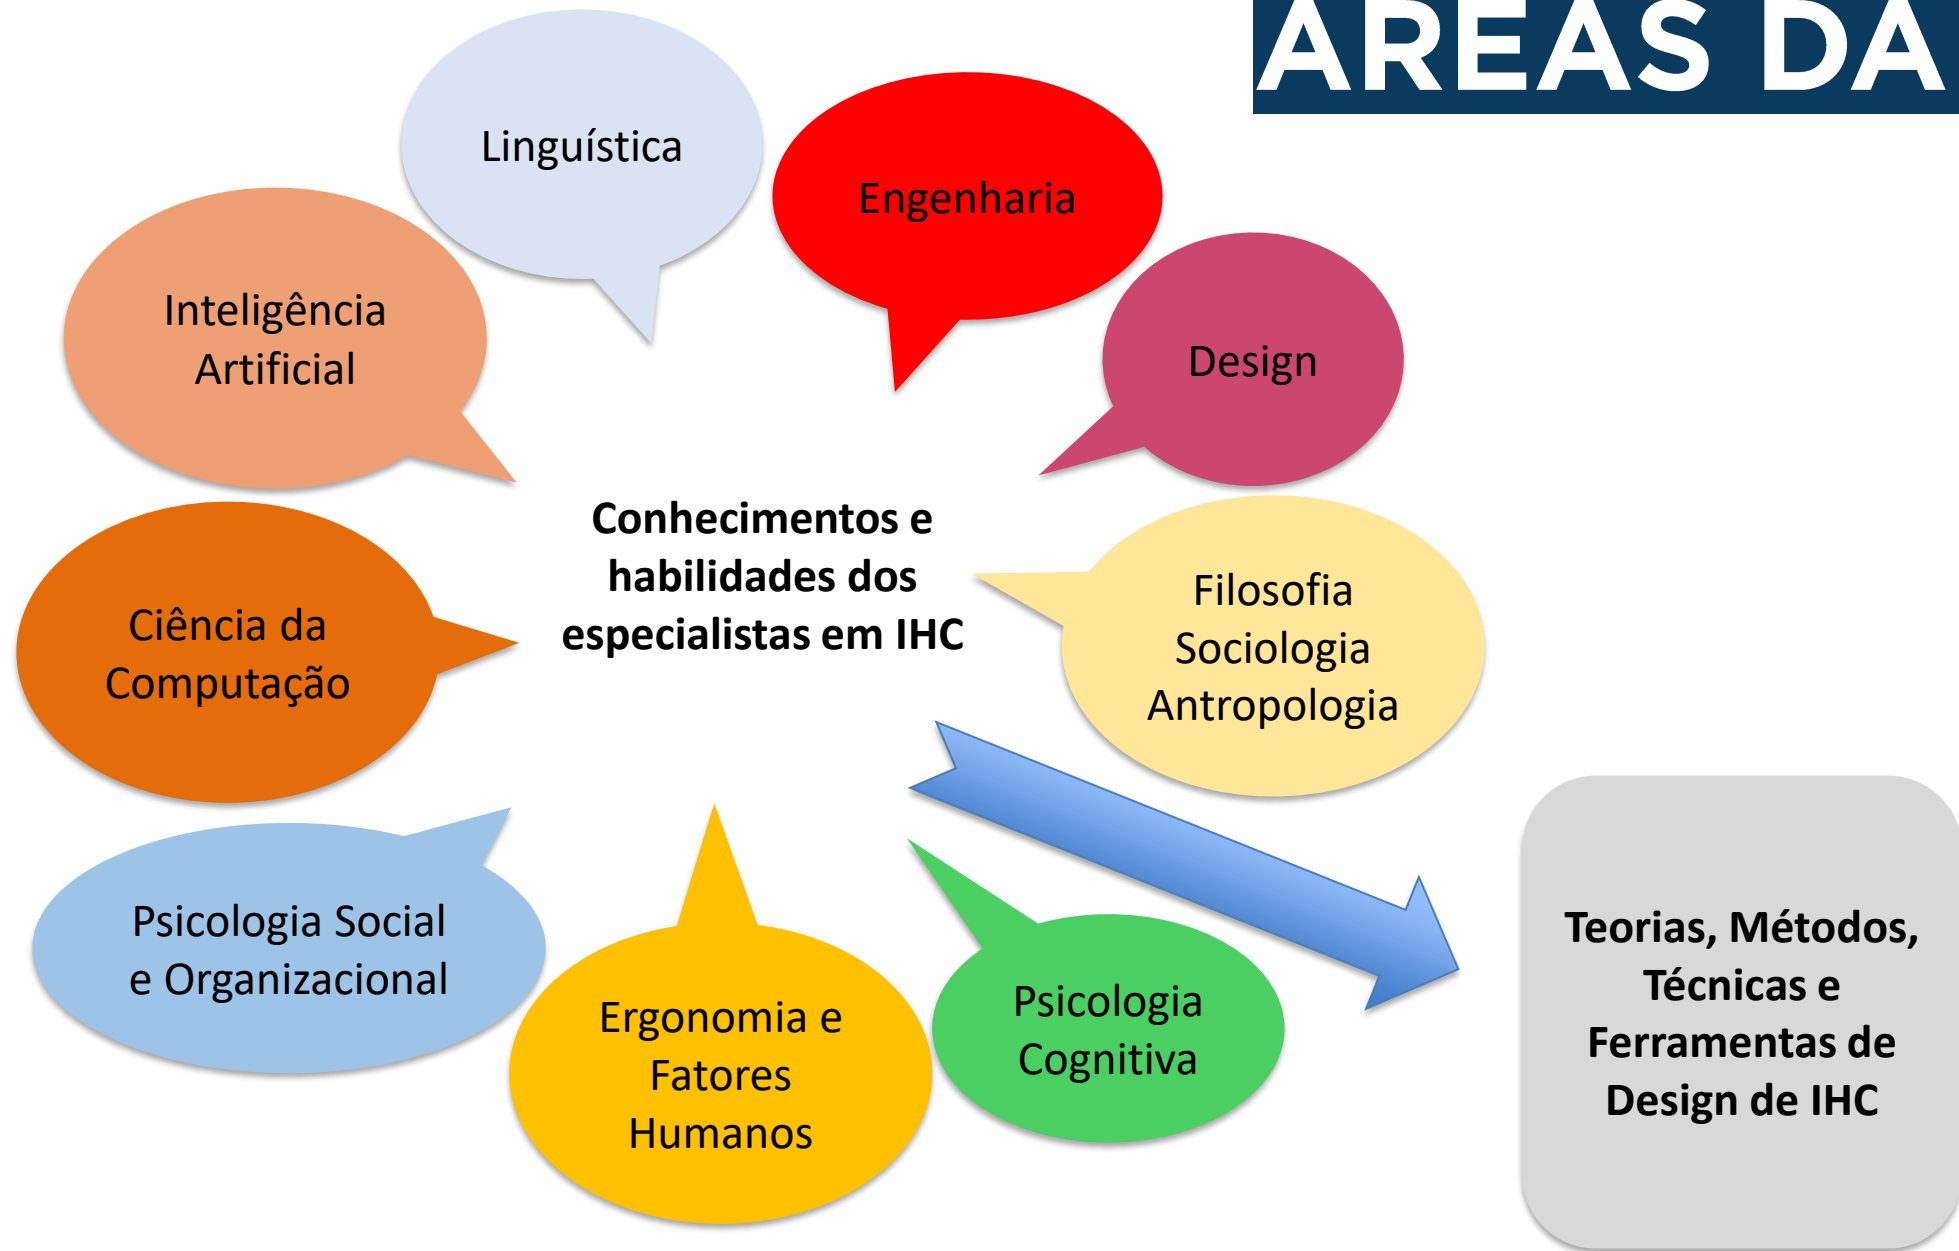 AREAS DA
Linguística
Engenharia
Inteligência
Artificial
Design
Conhecimentos e
habilidades dos
especialistas em IHC
Filosofia
Sociologia
Antropologia
Ciência da
Computação
Psicologia Social
e Organizacional
Ergonomia e
Fatores
Humanos
Psicologia
Cognitiva
Teorias, Métodos,
Técnicas e
Ferramentas de
Design de IHC